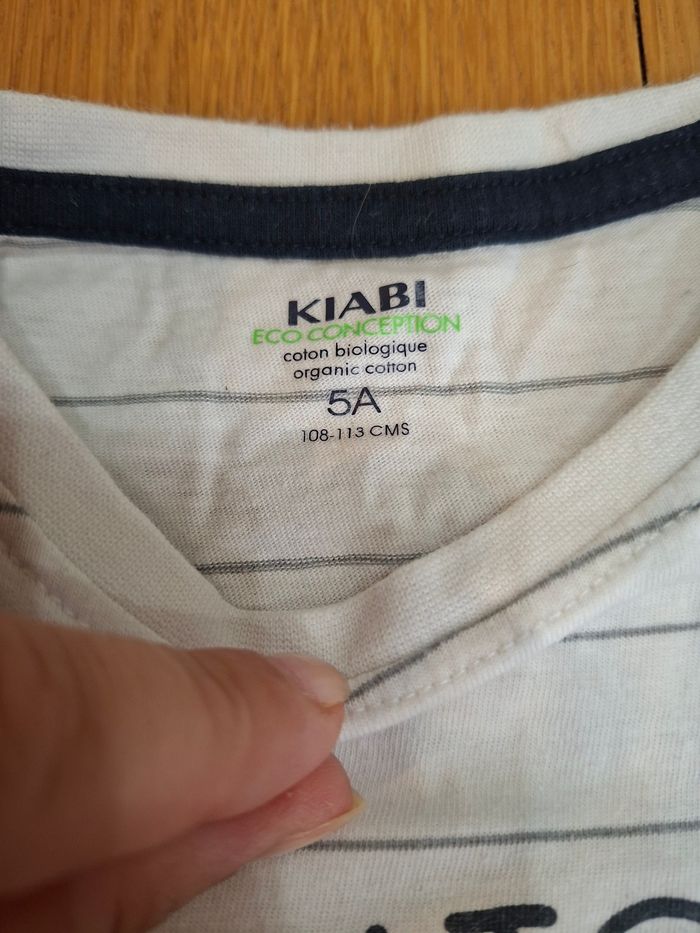 KIABI
ECO CONCEPTION
coton biologique
organic cotton
5A
108-113 CMS